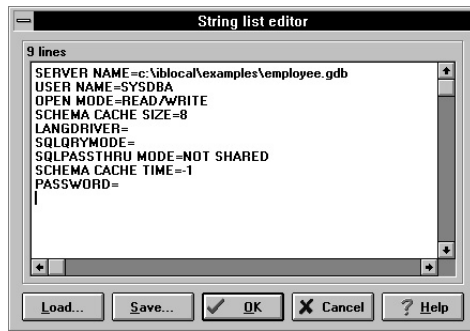 String list editor
9 lines
SERVER NAME=c:\iblocal\examples\employee.gdb
USER NAME=SYSDBA
OPEN MODE=READ/WRITE
SCHEMA CACHE SIZE=8
LANGDRIVER=
SQLQRYMODE=
SQLPASSTHRU MODE=NOT SHARED
SCHEMA CACHE TIME=-1
PASSWORD=
Load... Save... OK Cancel ? Help